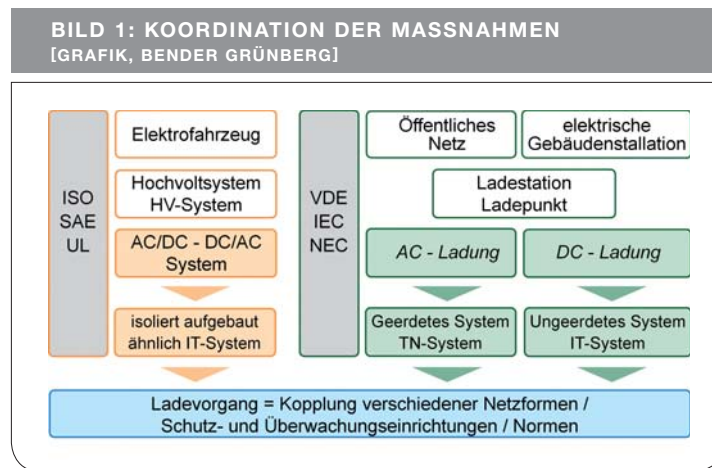 BILD 1: KOORDINATION DER MASSNAHMEN
[GRAFIK, BENDER GRÜNBERG]
ISO
SAE
UL
Elektrofahrzeug
Hochvoltsystem
HV-System
AC/DC - DC/AC
System
isoliert aufgebaut
ähnlich IT-System
VDE
IEC
NEC
Öffentliches
Netz
elektrische
Gebäudenstallation
Ladestation
Ladepunkt
AC - Ladung
DC - Ladung
Geerdetes System
TN-System
Ungeerdetes System
IT-System
Ladevorgang = Kopplung verschiedener Netzformen /
Schutz- und Überwachungseinrichtungen / Normen